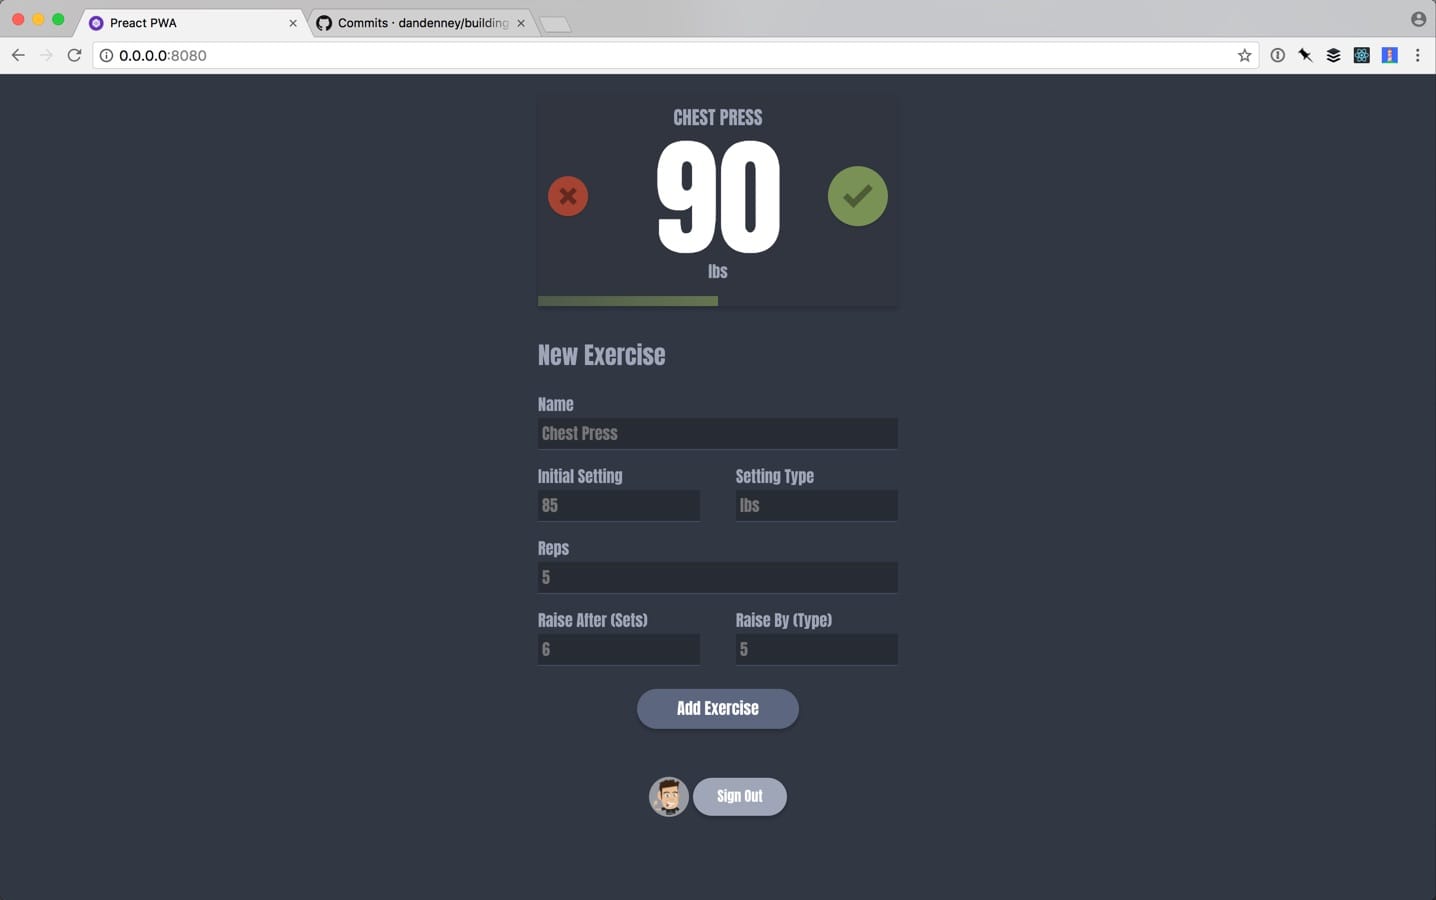 Preact PWA
Commits · dandenney/building
0.0.0.0:8080
CHEST PRESS
90
lbs
New Exercise
Name
Chest Press
Initial Setting
Setting Type
85
lbs
Reps
5
Raise After (Sets)
Raise By (Type)
6
5
Add Exercise
Sign Out